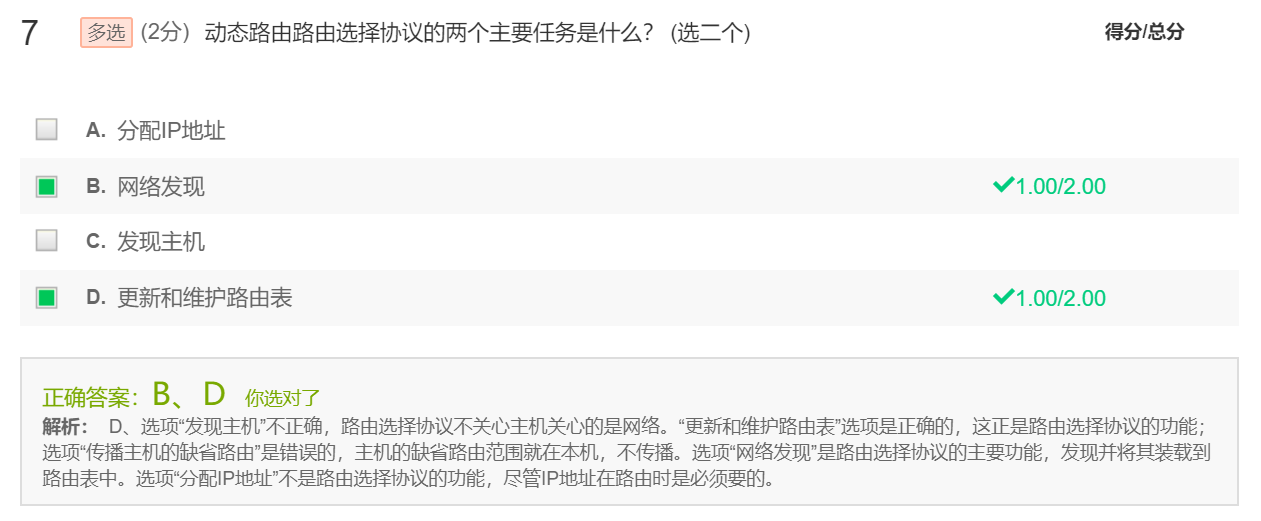 7 多选 (2分) 动态路由路由选择协议的两个主要任务是什么？ (选二个) 得分/总分
A. 分配IP地址
B. 网络发现 1.00/2.00
C. 发现主机
D. 更新和维护路由表 1.00/2.00
正确答案：B、D 你选对了
解析： D、选项“发现主机”不正确，路由选择协议不关心主机关心的是网络。“更新和维护路由表”选项是正确的，这正是路由选择协议的功能；
选项“传播主机的缺省路由”是错误的，主机的缺省路由范围就在本机，不传播。选项“网络发现”是路由选择协议的主要功能，发现并将其装载到
路由表中。选项“分配IP地址”不是路由选择协议的功能，尽管IP地址在路由时是必须要的。